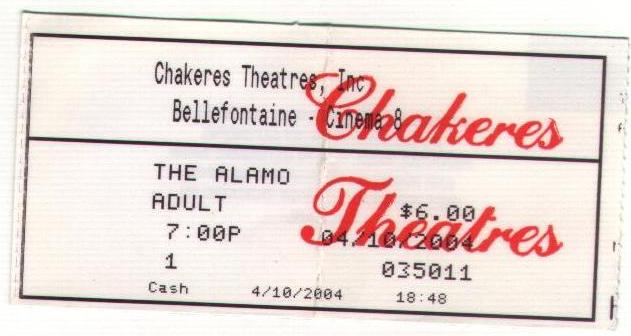 Chakeres Theatres, Inc
Bellefontaine - Cinema 8
Chakeres
Theatres
THE ALAMO
ADULT
$6.00
7:00P
04/10/2004
1
035011
Cash
4/10/2004
18:48